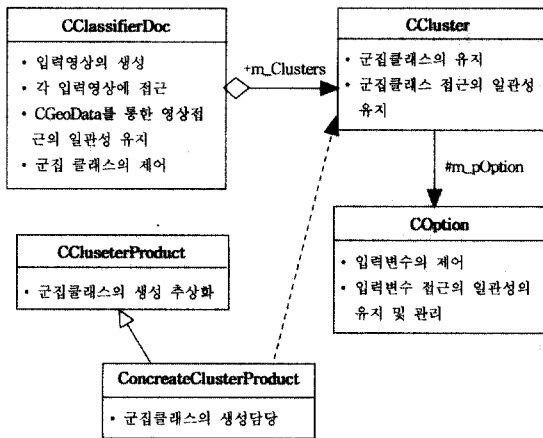 CClassifierDoc
• 입력영상의 생성
• 각 입력영상에 접근
• CGeoData를 통한 영상접
근의 일관성 유지
• 군집 클래스의 제어
+m_Clusters
CCluster
• 군집클래스의 유지
• 군집클래스 접근의 일관성
유지
#m_pOption
COption
• 입력변수의 제어
• 입력변수 접근의 일관성의
유지 및 관리
CCluseterProduct
• 군집클래스의 생성 추상화
ConcreateClusterProduct
• 군집클래스의 생성담당